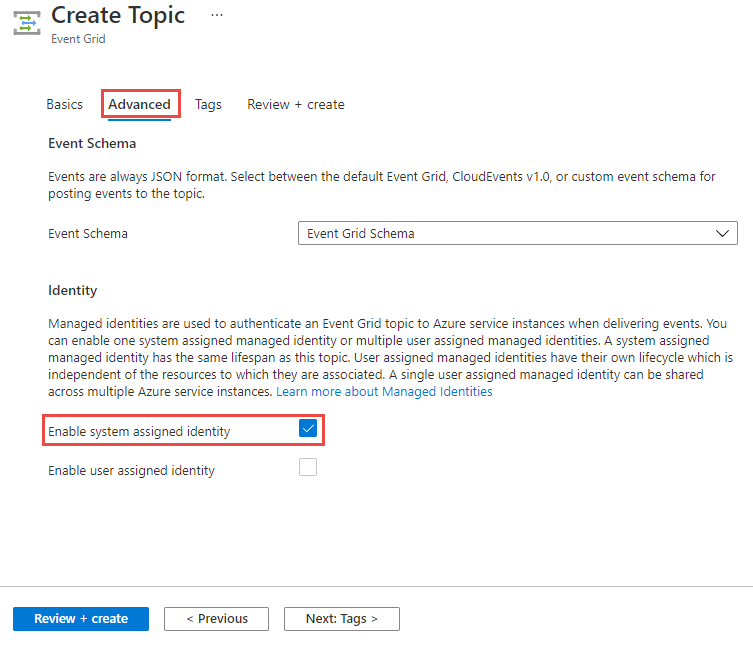 Create Topic ...
Event Grid
Basics Advanced Tags Review + create
Event Schema
Events are always JSON format. Select between the default Event Grid, CloudEvents v1.0, or custom event schema for
posting events to the topic.
Event Schema Event Grid Schema
Identity
Managed identities are used to authenticate an Event Grid topic to Azure service instances when delivering events. You
can enable one system assigned managed identity or multiple user assigned managed identities. A system assigned
managed identity has the same lifespan as this topic. User assigned managed identities have their own lifecycle which is
independent of the resources to which they are associated. A single user assigned managed identity can be shared
across multiple Azure service instances. Learn more about Managed Identities
Enable system assigned identity
Enable user assigned identity
Review + create < Previous Next: Tags >